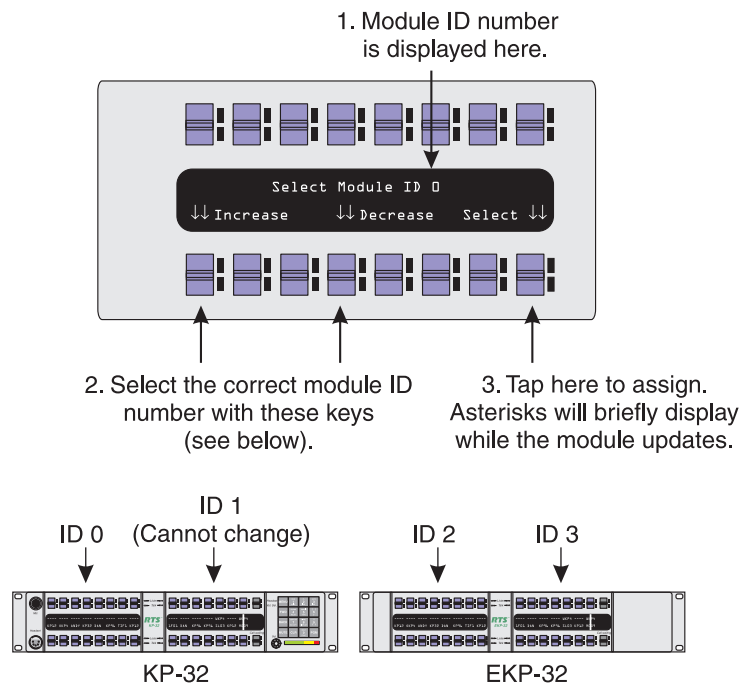 1. Module ID number
is displayed here.
Select Module ID 0
↓↓ Increase ↓↓ Decrease Select ↓↓
2. Select the correct module ID
number with these keys
(see below).
3. Tap here to assign.
Asterisks will briefly display
while the module updates.
ID 0
ID 1
(Cannot change)
ID 2
ID 3
RTS
RTS
KP-32
EKP-32